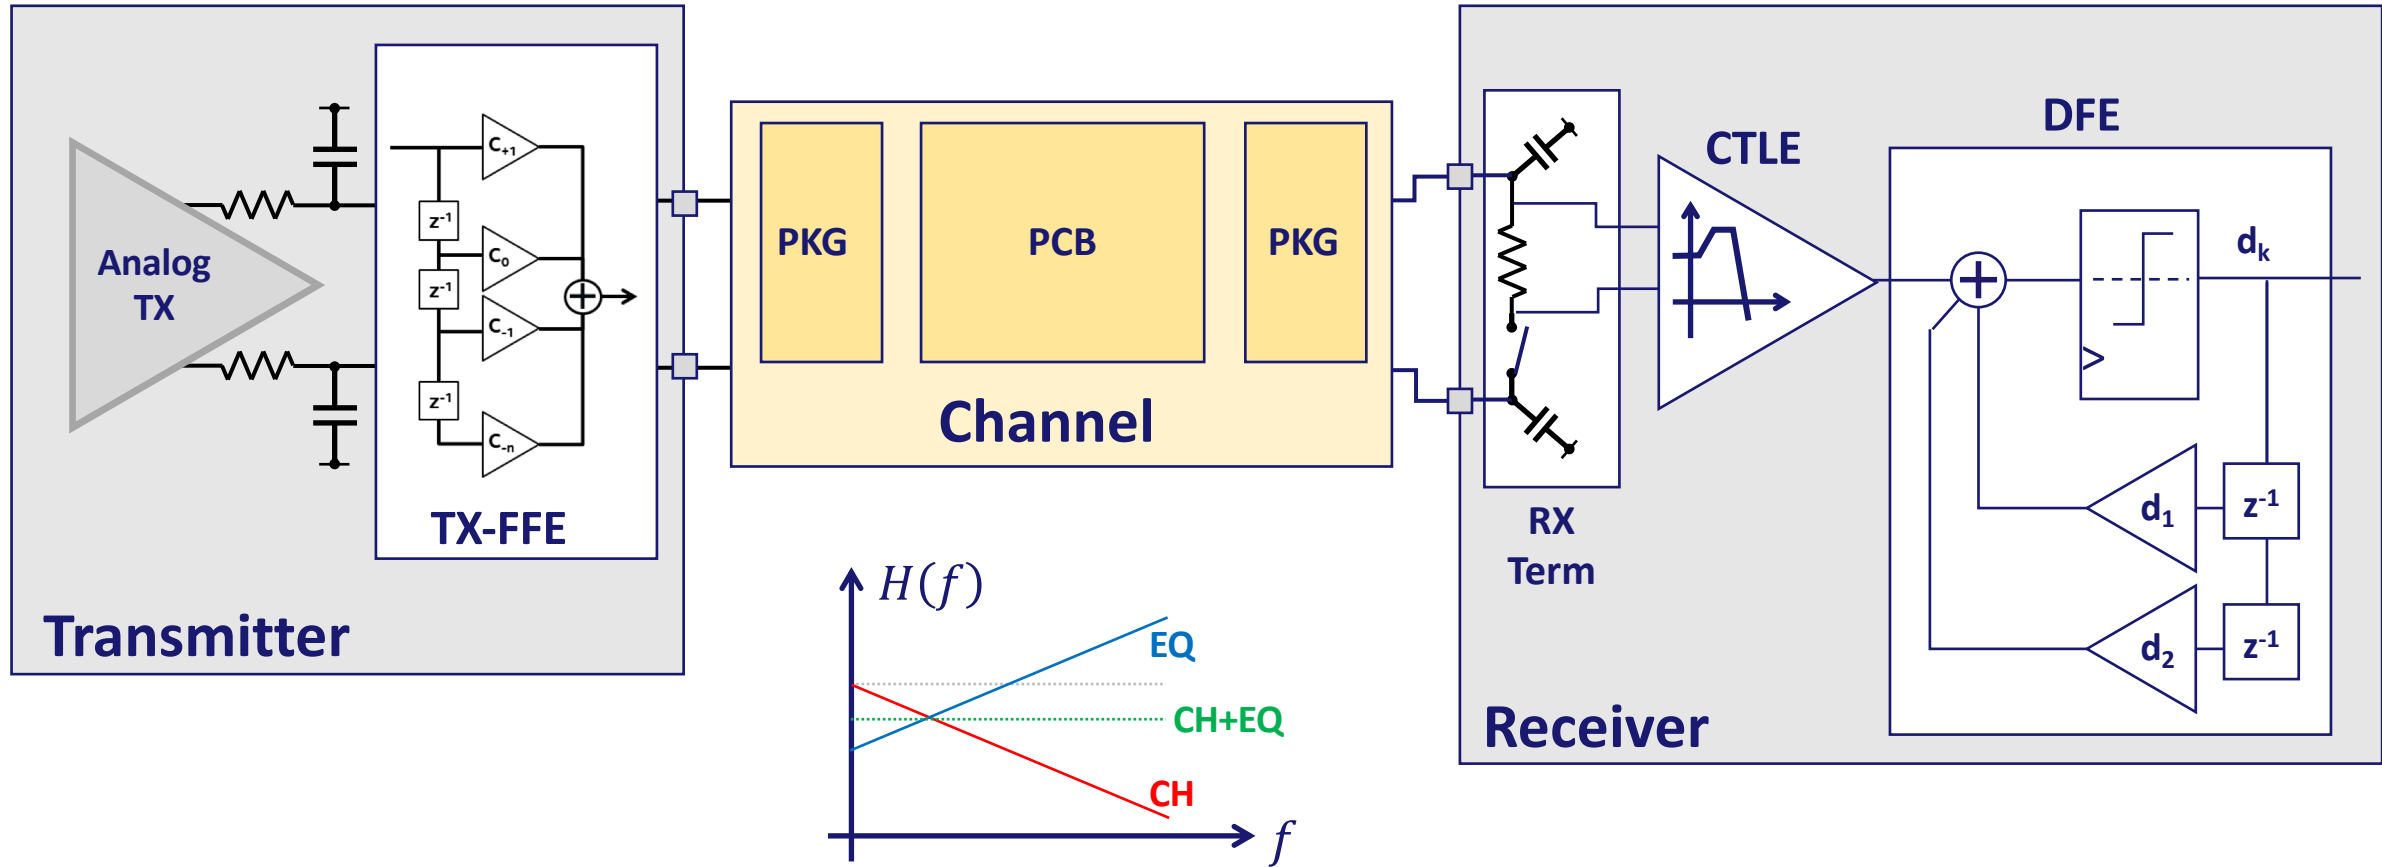 Analog
TX
C+1
z-1
C0
z-1
C-1
z-1
C-n
TX-FFE
Transmitter
PKG
PCB
PKG
Channel
H(f)
EQ
CH+EQ
CH
f
RX
Term
CTLE
DFE
dk
d1
z-1
d2
z-1
Receiver